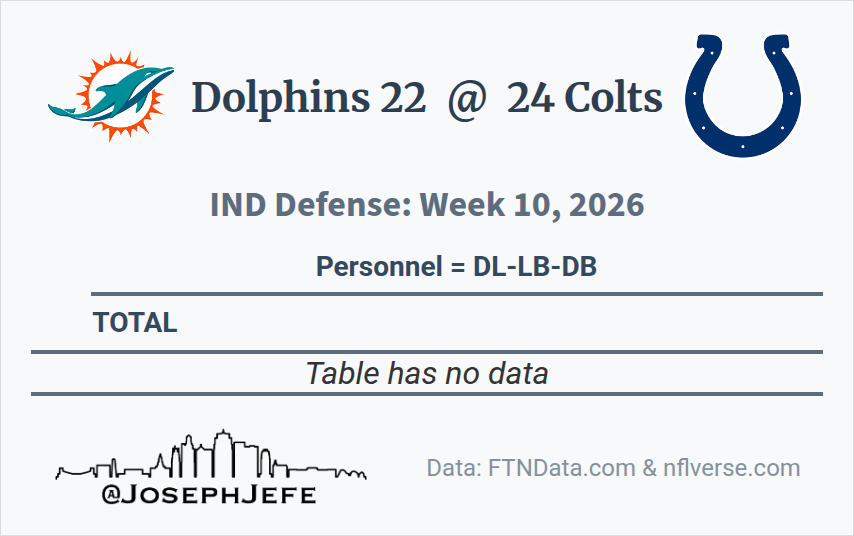 Dolphins 22 @ 24 Colts
IND Defense: Week 10, 2026
Personnel = DL-LB-DB
TOTAL
Table has no data
@JosephJefe
Data: FTNData.com & nflverse.com